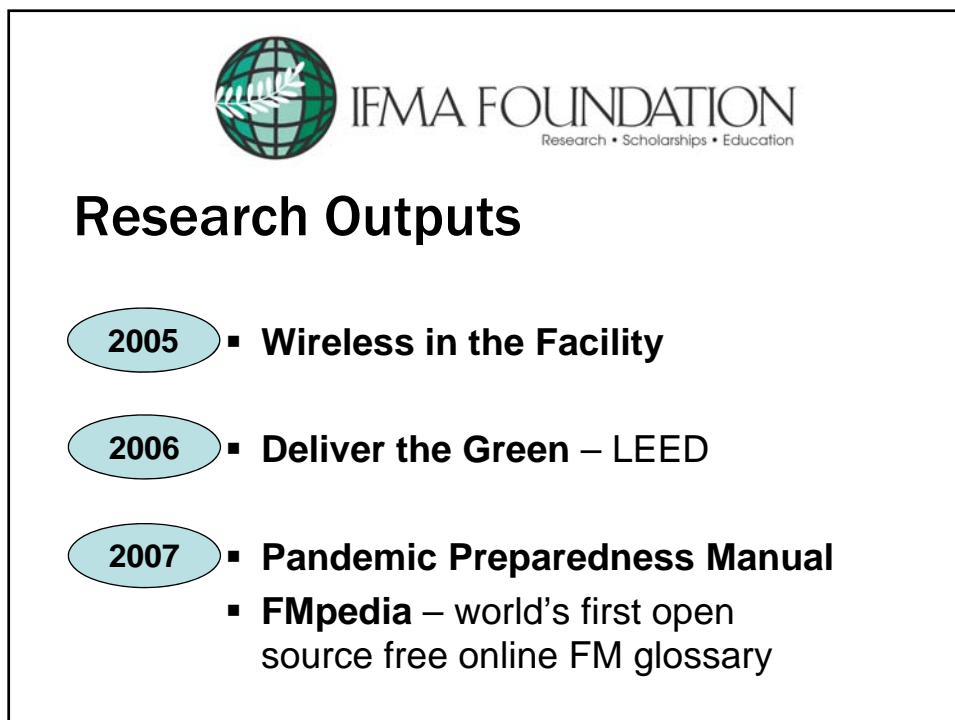 IFMA FOUNDATION
Research • Scholarships • Education
Research Outputs
2005 ▪ Wireless in the Facility
2006 ▪ Deliver the Green – LEED
2007 ▪ Pandemic Preparedness Manual
▪ FMpedia – world's first open
source free online FM glossary